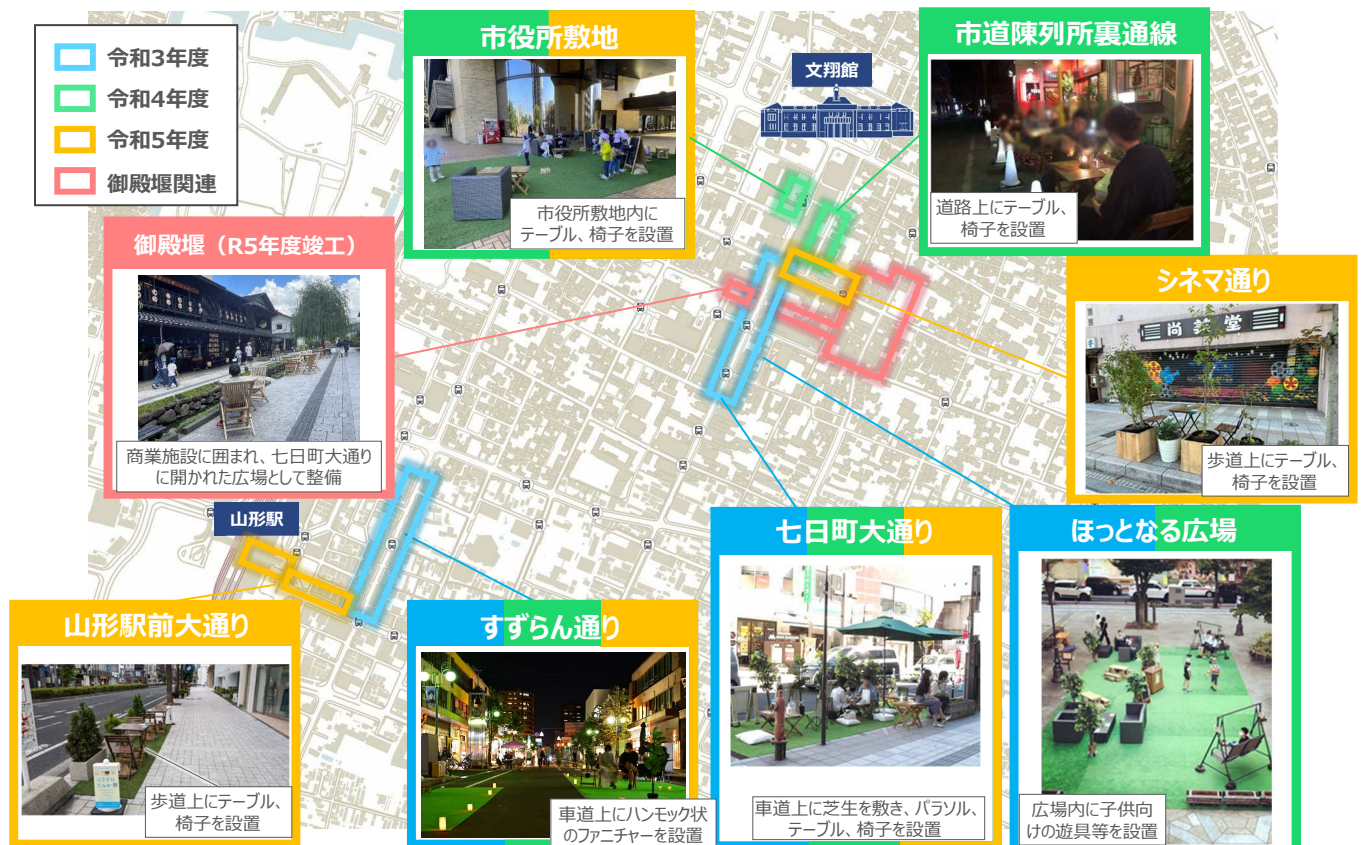 令和3年度
令和4年度
令和5年度
御殿堰関連
市役所敷地
市役所敷地内に
テーブル、椅子を設置
文翔館
市道陳列所裏通線
道路上にテーブル、
椅子を設置
御殿堰（R5年度竣工）
商業施設に囲まれ、七日町大通り
に開かれた広場として整備
シネマ通り
歩道上にテーブル、
椅子を設置
山形駅
山形駅前大通り
歩道上にテーブル、
椅子を設置
すずらん通り
車道上にハンモック状
のファニチャーを設置
七日町大通り
車道上に芝生を敷き、パラソル、
テーブル、椅子を設置
ほっとなる広場
広場内に子供向
けの遊具等を設置